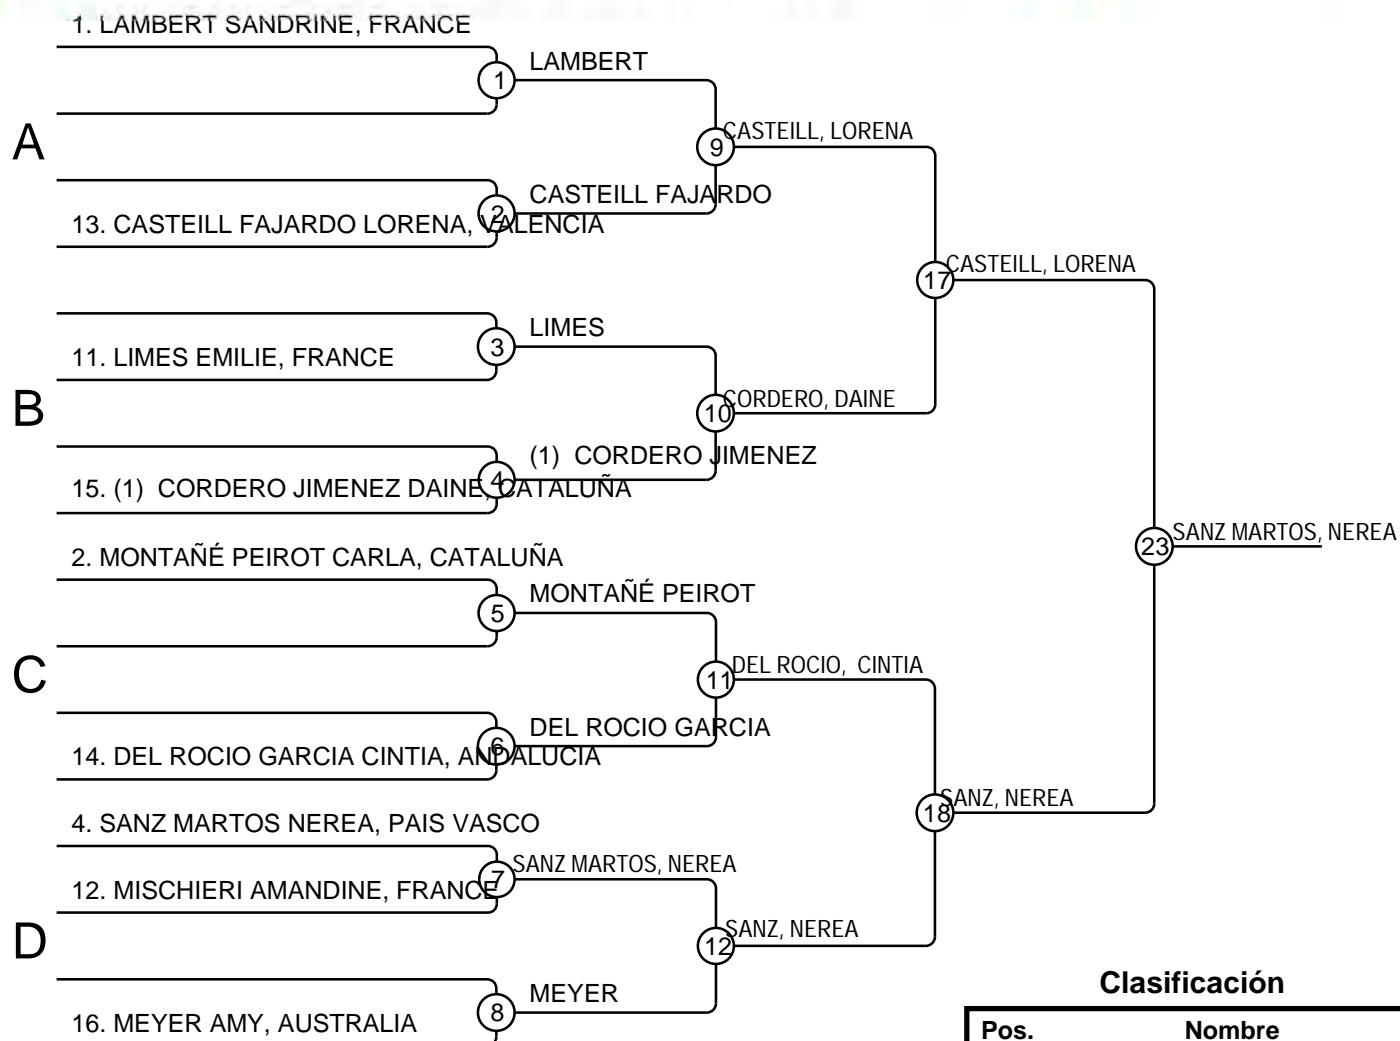 1. LAMBERT SANDRINE, FRANCE
LAMBERT
1
A
CASTEILL, LORENA
9
CASTEILL FAJARDO
2
13. CASTEILL FAJARDO LORENA, VALENCIA
CASTEILL, LORENA
17
LIMES
3
11. LIMES EMILIE, FRANCE
B
CORDERO, DAINE
10
(1) CORDERO JIMENEZ
4
15. (1) CORDERO JIMENEZ DAINE, CATALUÑA
SANZ MARTOS, NEREA
23
2. MONTAÑÉ PEIROT CARLA, CATALUÑA
MONTAÑÉ PEIROT
5
C
DEL ROCIO, CINTIA
11
DEL ROCIO GARCIA
6
14. DEL ROCIO GARCIA CINTIA, ANDALUCIA
SANZ, NEREA
18
4. SANZ MARTOS NEREA, PAIS VASCO
SANZ MARTOS, NEREA
7
12. MISCHIERI AMANDINE, FRANCE
D
SANZ, NEREA
12
MEYER
8
16. MEYER AMY, AUSTRALIA
Clasificación
Pos. Nombre